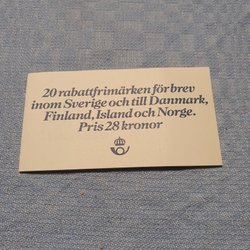 20 rabattfrimärken för brev
inom Sverige och till Danmark,
Finland, Island och Norge.
Pris 28 kronor